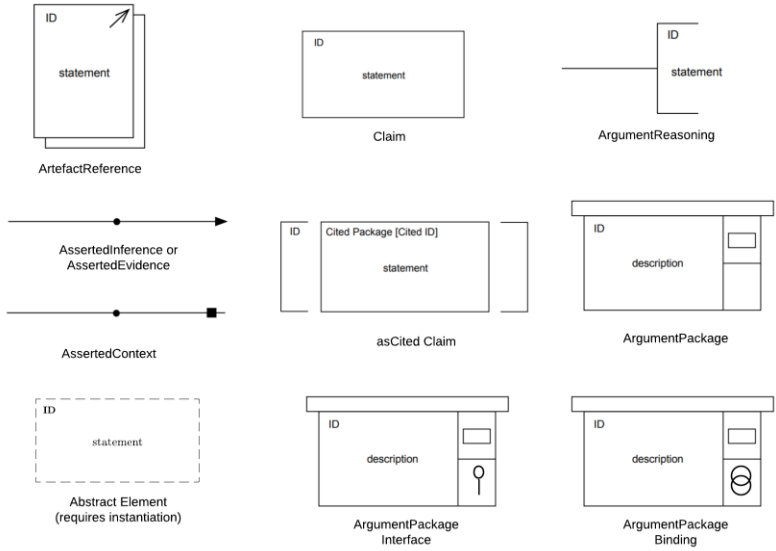 ID
statement
ArtefactReference
ID
statement
Claim
ID
statement
ArgumentReasoning
AssertedInference or
AssertedEvidence
AssertedContext
ID
Cited Package [Cited ID]
statement
asCited Claim
ID
description
ArgumentPackage
ID
statement
Abstract Element
(requires instantiation)
ID
description
ArgumentPackage
Interface
ID
description
ArgumentPackage
Binding